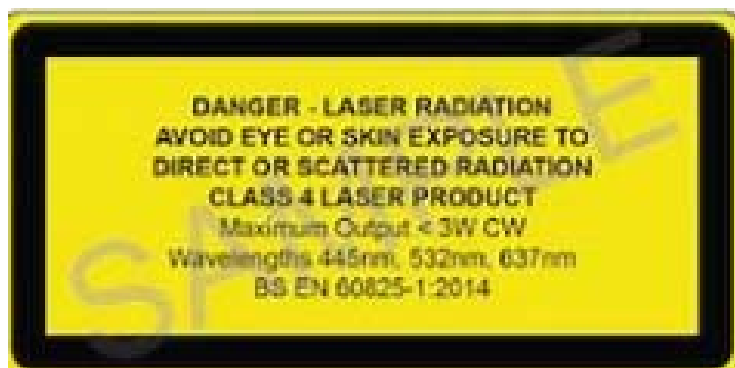 DANGER - LASER RADIATION
AVOID EYE OR SKIN EXPOSURE TO
DIRECT OR SCATTERED RADIATION
CLASS 4 LASER PRODUCT
Maximum Output < 3W CW
Wavelengths 445nm, 532nm, 637nm
BS EN 60825-1:2014
SAMPLE